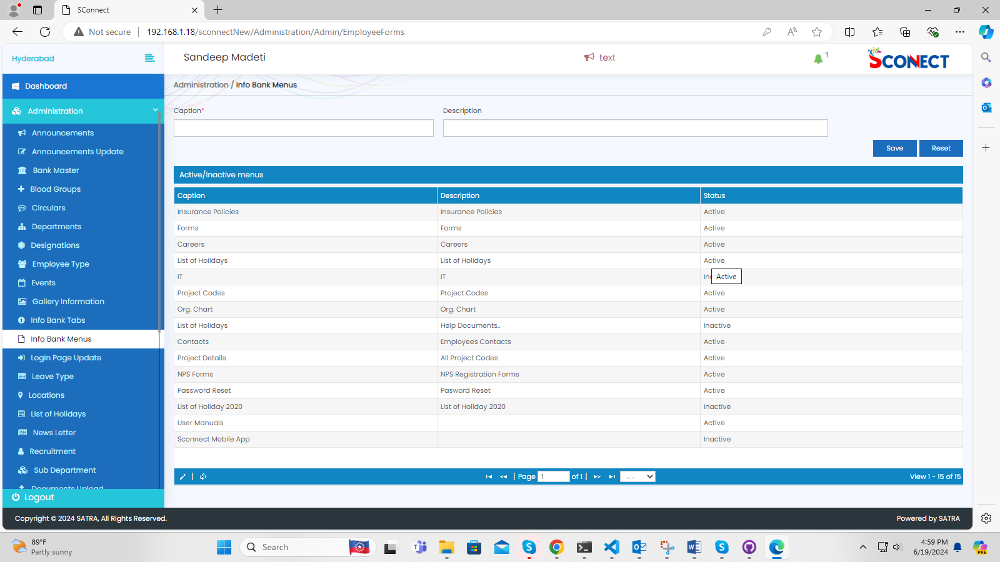 SConnect
Not secure
192.168.1.18/sconnectNew/Administration/Admin/EmployeeForms
Hyderabad
Sandeep Madeti
text
1
SCONNECT
Dashboard
Administration / Info Bank Menus
Administration
Caption*
Description
Announcements
Announcements Update
Save
Reset
Bank Master
Active/Inactive menus
Blood Groups
Caption
Description
Status
Circulars
Insurance Policies
Insurance Policies
Active
Departments
Forms
Forms
Active
Designations
Careers
Careers
Active
Employee Type
List of Hoildays
List of Holidays
Active
Events
IT
IT
Active
Gallery Information
Project Codes
Project Codes
Active
Org. Chart
Org. Chart
Active
Info Bank Tabs
List of Holidays
Help Documents..
Inactive
Info Bank Menus
Contacts
Employees Contacts
Active
Login Page Update
Project Details
All Project Codes
Active
Leave Type
NPS Forms
NPS Registration Forms
Active
Locations
Password Reset
Pasword Reset
Active
List of Holidays
List of Holiday 2020
List of Holiday 2020
Inactive
News Letter
User Manuals
Active
Recruitment
Sconnect Mobile App
Inactive
Sub Department
Documents Upload
Page 1 of 1
--
View 1 - 15 of 15
Logout
Copyright © 2024 SATRA, All Rights Reserved.
Powered by SATRA
89°F
Partly sunny
Search
4:59 PM
6/19/2024
PRE